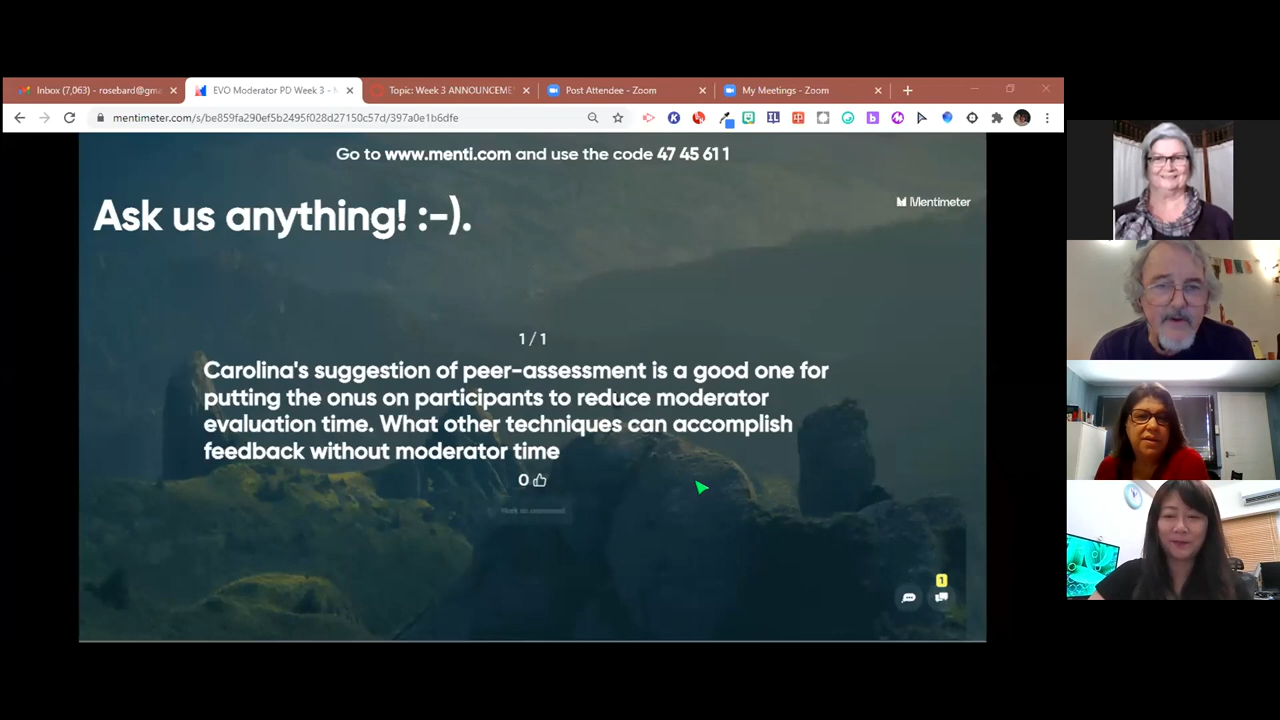 Inbox (7,063) - rosebard@gma
EVO Moderator PD Week 3 -
Topic: Week 3 ANNOUNCEME
Post Attendee - Zoom
My Meetings - Zoom
mentimeter.com/s/be859fa290ef5b2495f028d27150c57d/397a0e1b6dfe
Go to www.menti.com and use the code 47 45 61 1
Mentimeter
Ask us anything! :-).
1 / 1
Carolina's suggestion of peer-assessment is a good one for
putting the onus on participants to reduce moderator
evaluation time. What other techniques can accomplish
feedback without moderator time
0
1